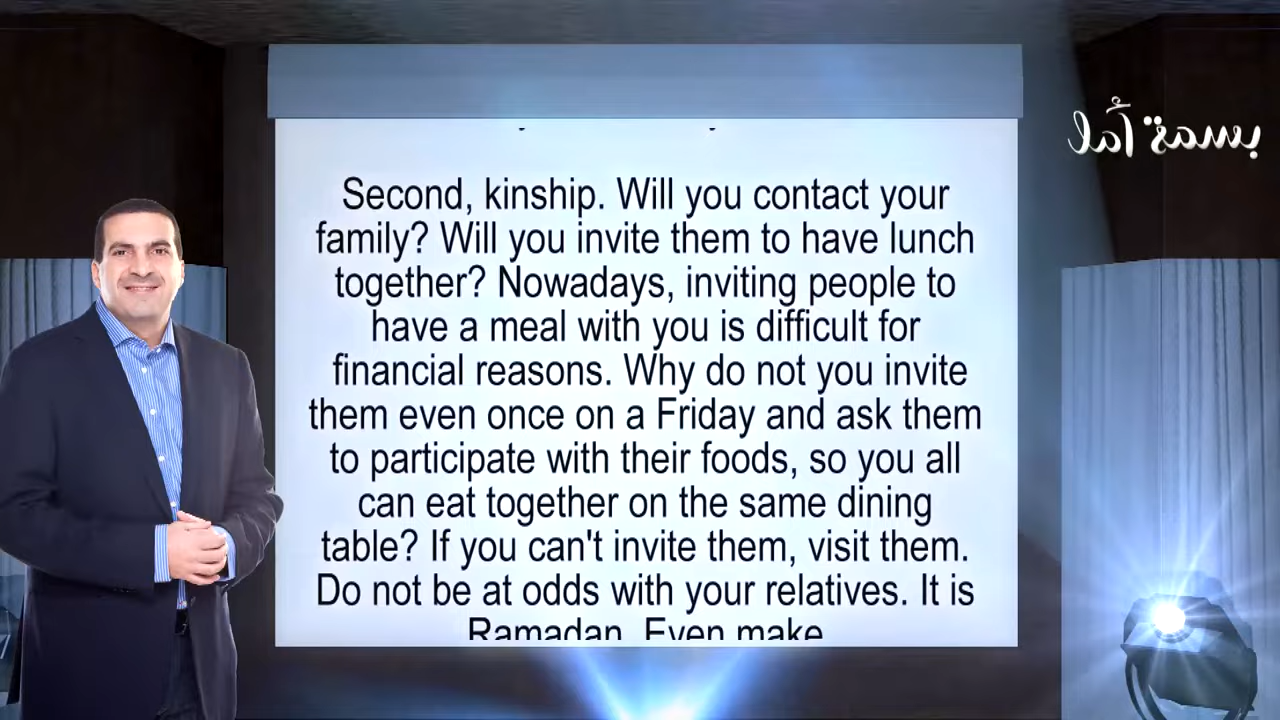 بسمة أمل
Second, kinship. Will you contact your
family? Will you invite them to have lunch
together? Nowadays, inviting people to
have a meal with you is difficult for
financial reasons. Why do not you invite
them even once on a Friday and ask them
to participate with their foods, so you all
can eat together on the same dining
table? If you can't invite them, visit them.
Do not be at odds with your relatives. It is
Ramadan. Even make